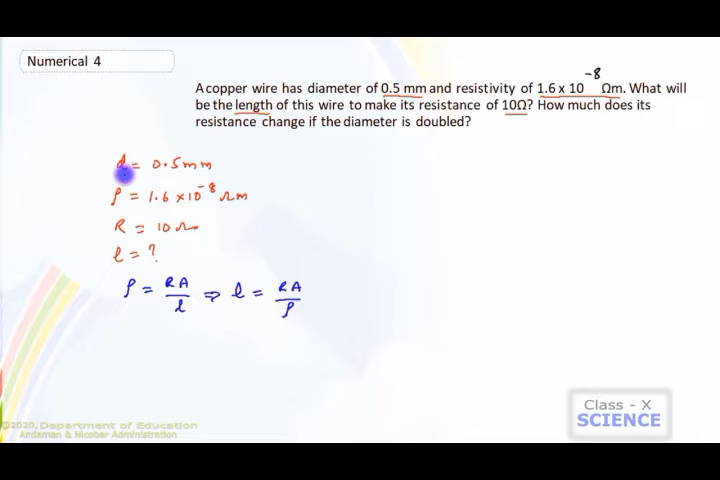 Numerical 4
-8
A copper wire has diameter of 0.5 mm and resistivity of 1.6 x 10 Ωm. What will
be the length of this wire to make its resistance of 10Ω? How much does its
resistance change if the diameter is doubled?
d = 0.5mm
ρ = 1.6 × 10⁻⁸ Ωm
R = 10 Ω
l = ?
ρ = RA/l ⇒ l = RA/ρ
Class - X
SCIENCE
©2020, Department of Education
Andaman & Nicobar Administration